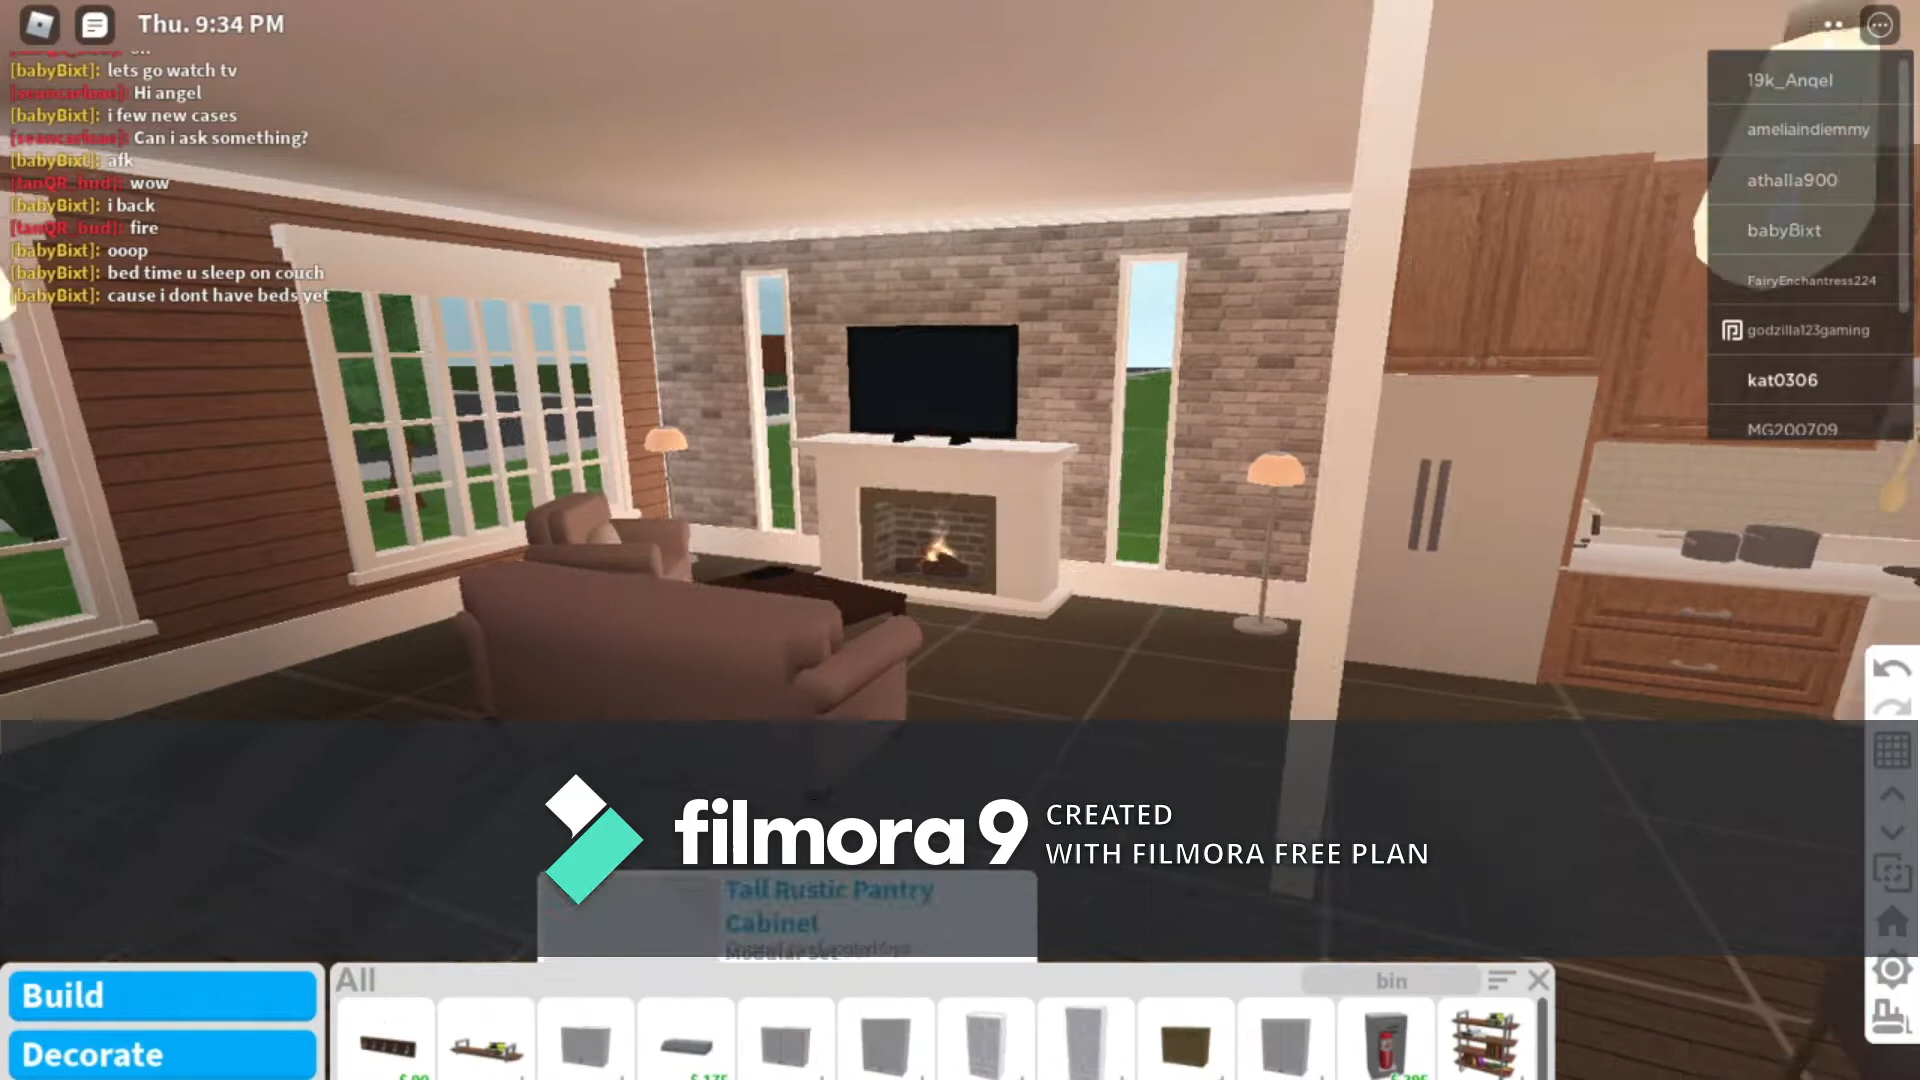 Thu. 9:34 PM
[babyBixt]: lets go watch tv
Hi angel
[babyBixt]: i few new cases
Can i ask something?
[babyBixt]: afk
wow
[babyBixt]: i back
fire
[babyBixt]: ooop
[babyBixt]: bed time u sleep on couch
[babyBixt]: cause i dont have beds yet
19k_Angel
ameliaindiemmy
athalla900
babyBixt
FairyEnchantress224
godzilla123gaming
kat0306
MG200709
filmora 9
CREATED
WITH FILMORA FREE PLAN
Tall Rustic Pantry
Cabinet
Build
Decorate
All
bin